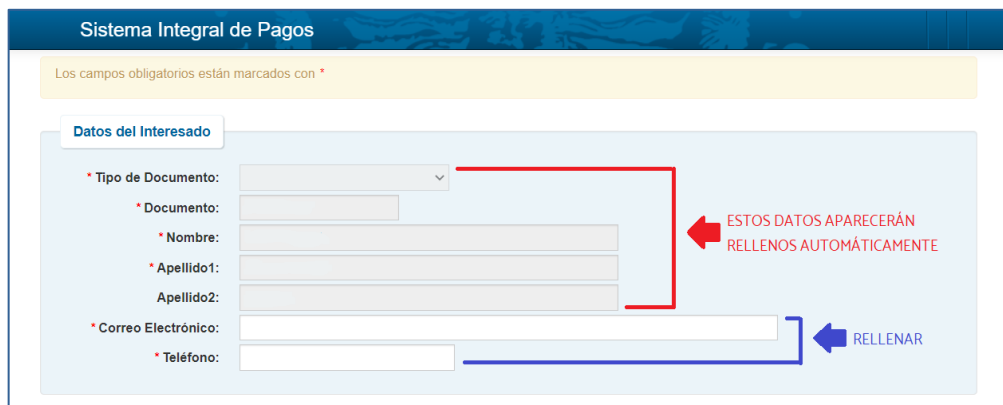 Sistema Integral de Pagos
Los campos obligatorios están marcados con *
Datos del Interesado
* Tipo de Documento:
* Documento:
* Nombre:
* Apellido1:
Apellido2:
ESTOS DATOS APARECERÁN
RELLENOS AUTOMÁTICAMENTE
* Correo Electrónico:
* Teléfono:
RELLENAR